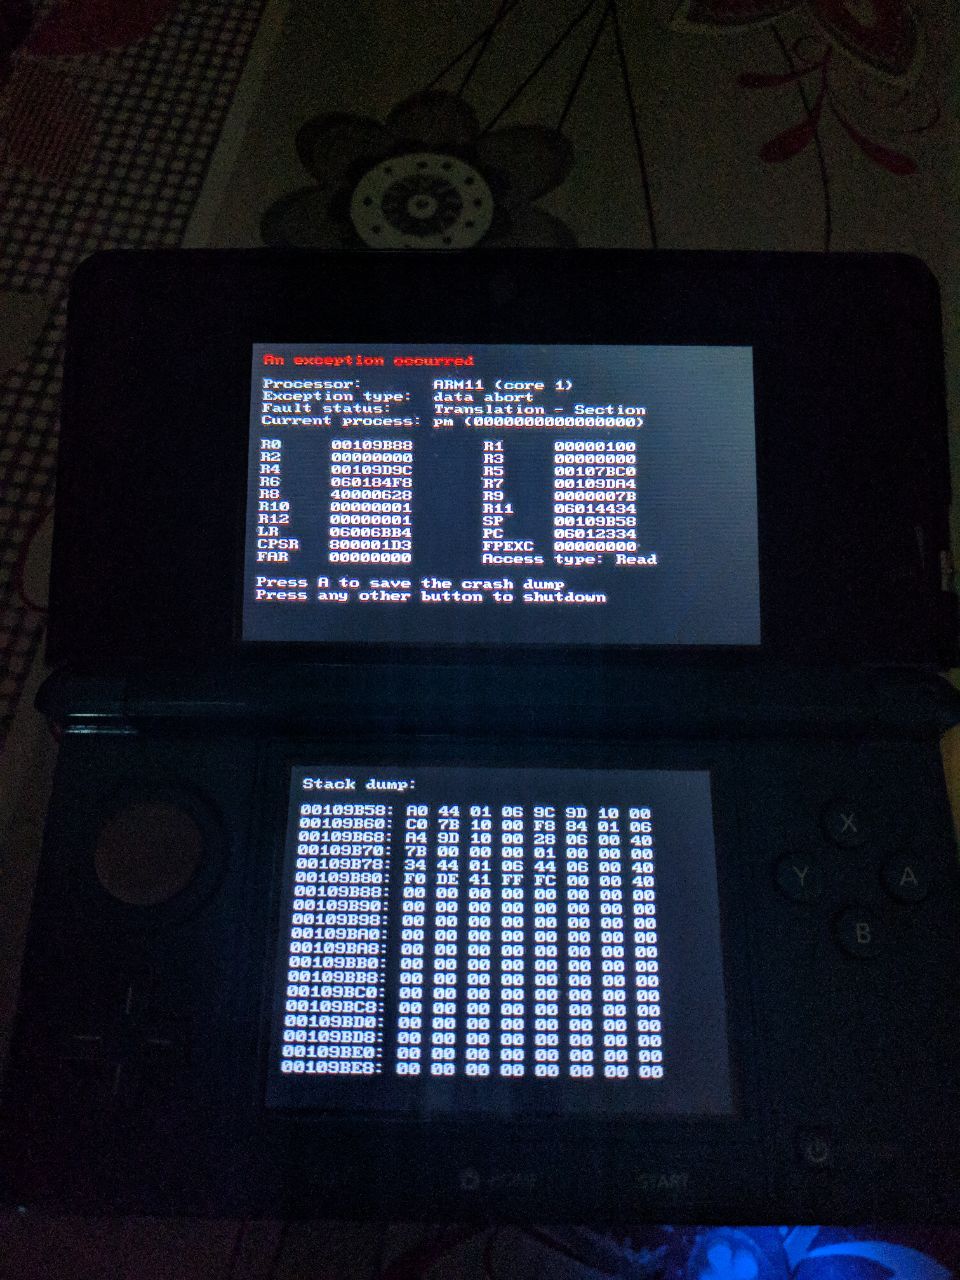 An exception occurred
Processor: ARM11 (core 1)
Exception type: data abort
Fault status: Translation - Section
Current process: pm (0000000000000000)
R0 00109B88 R1 00000100
R2 00000000 R3 00000000
R4 00109D9C R5 00107BC0
R6 060184F8 R7 00109DA4
R8 40000628 R9 0000007B
R10 00000001 R11 06014434
R12 00000001 SP 00109B58
LR 06006BB4 PC 06012334
CPSR 800001D3 FPEXC 00000000
FAR 00000000 Access type: Read
Press A to save the crash dump
Press any other button to shutdown
Stack dump:
00109B58: A0 44 01 06 9C 9D 10 00
00109B60: C0 7B 10 00 F8 84 01 06
00109B68: A4 9D 10 00 28 06 00 40
00109B70: 7B 00 00 00 01 00 00 00
00109B78: 34 44 01 06 44 06 00 40
00109B80: F0 DE 41 FF FC 00 00 40
00109B88: 00 00 00 00 00 00 00 00
00109B90: 00 00 00 00 00 00 00 00
00109B98: 00 00 00 00 00 00 00 00
00109BA0: 00 00 00 00 00 00 00 00
00109BA8: 00 00 00 00 00 00 00 00
00109BB0: 00 00 00 00 00 00 00 00
00109BB8: 00 00 00 00 00 00 00 00
00109BC0: 00 00 00 00 00 00 00 00
00109BC8: 00 00 00 00 00 00 00 00
00109BD0: 00 00 00 00 00 00 00 00
00109BD8: 00 00 00 00 00 00 00 00
00109BE0: 00 00 00 00 00 00 00 00
00109BE8: 00 00 00 00 00 00 00 00
X
Y
A
B
HOME
START